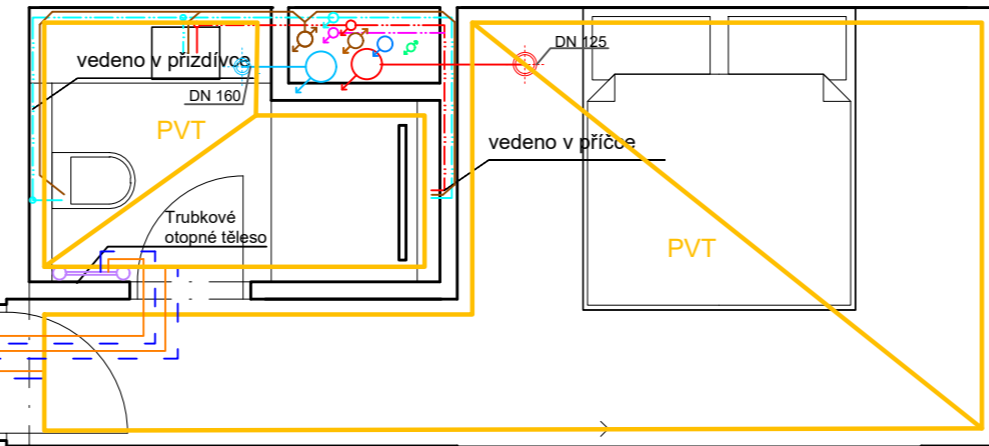 DN 125
vedeno v přizdívce
DN 160
PVT
vedeno v příčce
Trubkové
otopné těleso
PVT